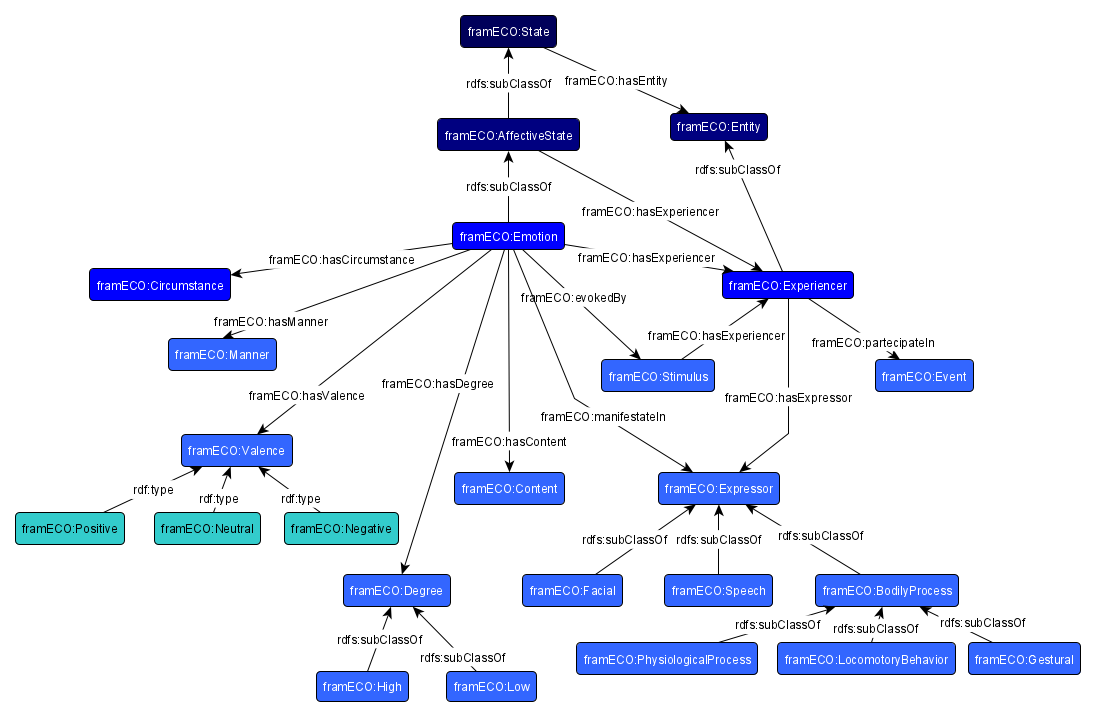 framECO:State
rdfs:subClassOf
framECO:hasEntity
framECO:AffectiveState
framECO:Entity
rdfs:subClassOf
rdfs:subClassOf
framECO:hasExperiencer
framECO:Emotion
framECO:hasCircumstance
framECO:hasExperiencer
framECO:Circumstance
framECO:Experiencer
framECO:evokedBy
framECO:hasManner
framECO:hasExperiencer
framECO:partecipateIn
framECO:Manner
framECO:Stimulus
framECO:Event
framECO:hasDegree
framECO:hasValence
framECO:hasExpressor
framECO:manifestateIn
framECO:hasContent
framECO:Valence
rdf:type
rdf:type
rdf:type
framECO:Content
framECO:Expressor
framECO:Positive
framECO:Neutral
framECO:Negative
rdfs:subClassOf
rdfs:subClassOf
rdfs:subClassOf
framECO:Degree
framECO:Facial
framECO:Speech
framECO:BodilyProcess
rdfs:subClassOf
rdfs:subClassOf
rdfs:subClassOf
rdfs:subClassOf
rdfs:subClassOf
framECO:PhysiologicalProcess
framECO:LocomotoryBehavior
framECO:Gestural
framECO:High
framECO:Low